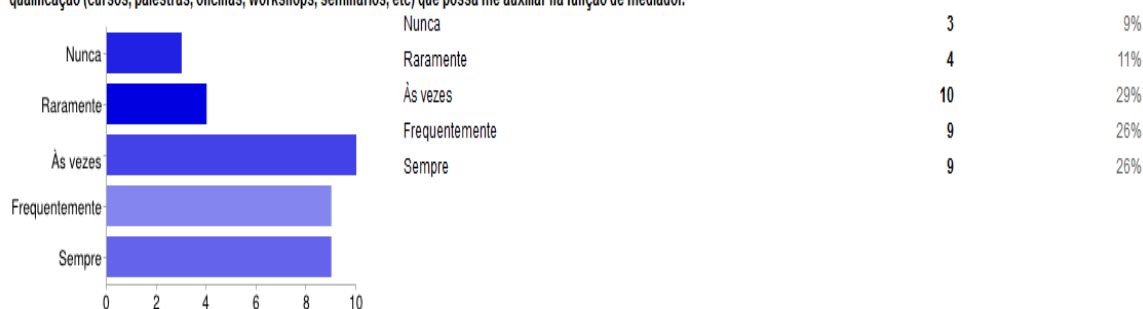 qualificação (cursos, palestras, oficinas, workshops, seminários, etc) que possa me auxiliar na função de mediador.
Nunca
Raramente
Às vezes
Frequentemente
Sempre
0 2 4 6 8 10
Nunca 3 9%
Raramente 4 11%
Às vezes 10 29%
Frequentemente 9 26%
Sempre 9 26%